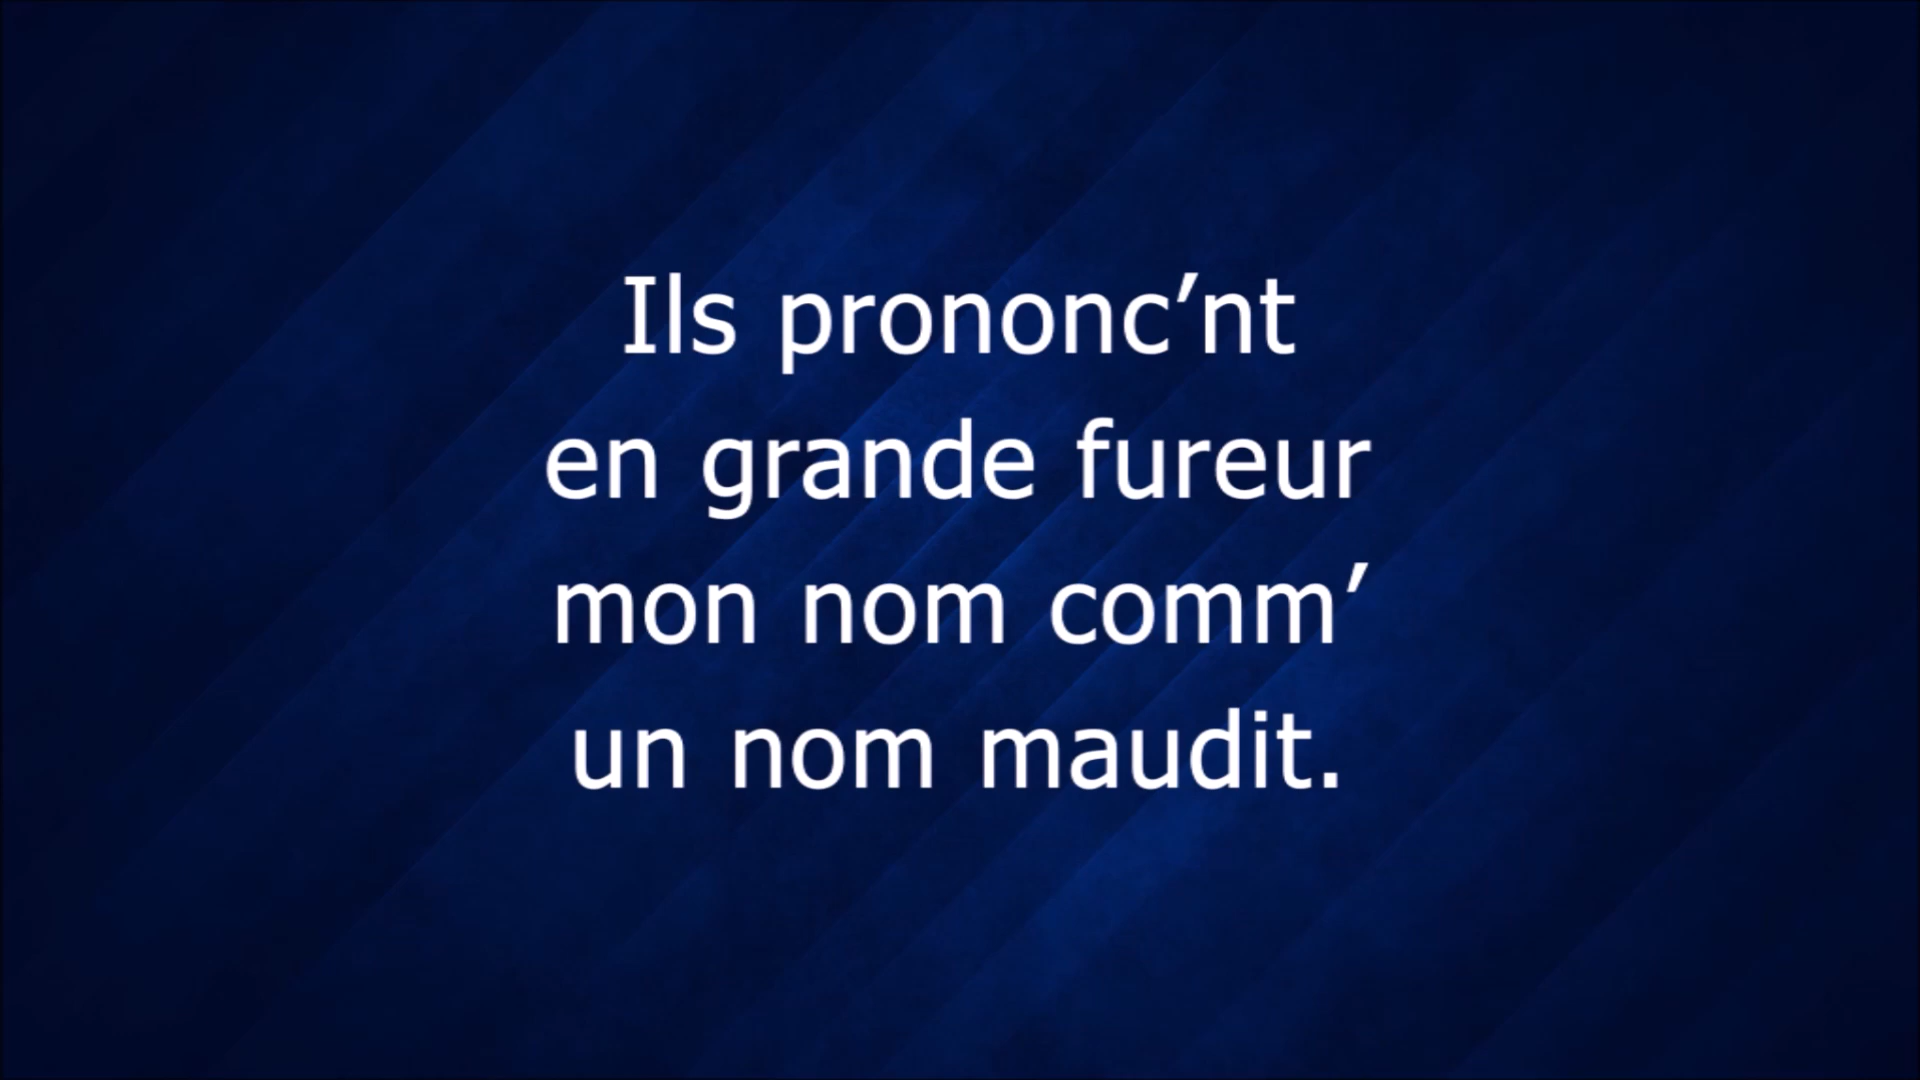 Ils prononc’nt
en grande fureur
mon nom comm’
un nom maudit.